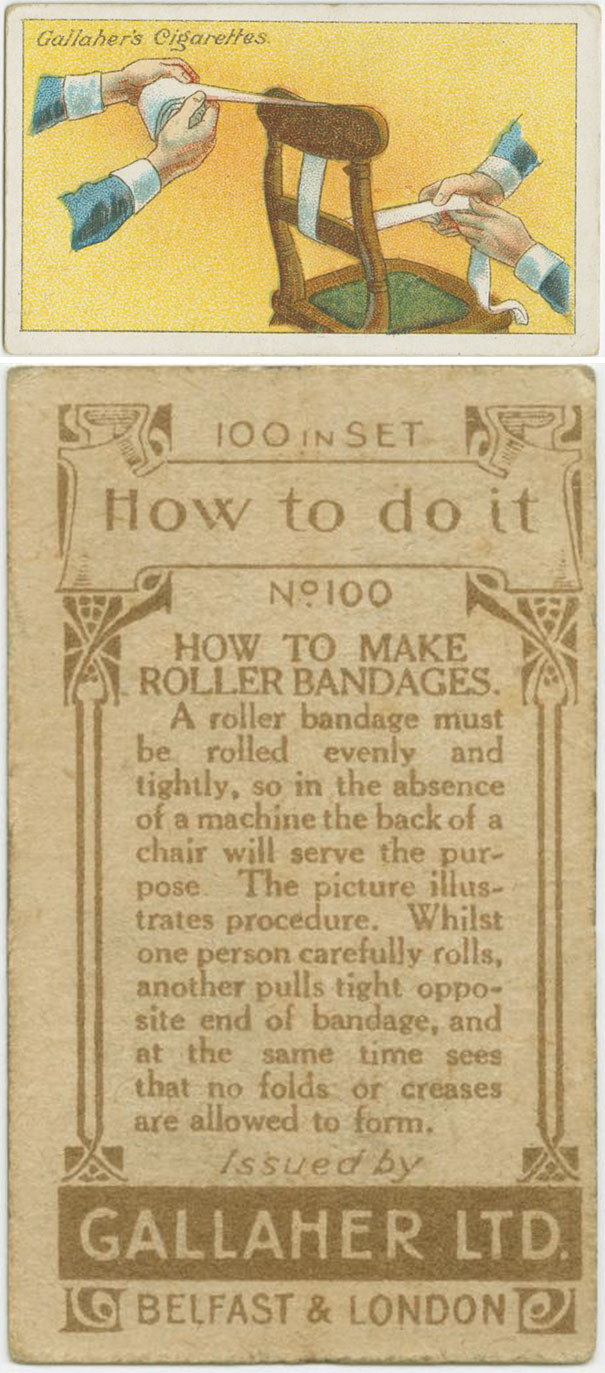 Gallaher's Cigarettes.
100 IN SET
How to do it
No 100
HOW TO MAKE
ROLLER BANDAGES.
A roller bandage must
be rolled evenly and
tightly, so in the absence
of a machine the back of a
chair will serve the pur-
pose. The picture illus-
trates procedure. Whilst
one person carefully rolls,
another pulls tight oppo-
site end of bandage, and
at the same time sees
that no folds or creases
are allowed to form.
Issued by
GALLAHER LTD.
BELFAST & LONDON